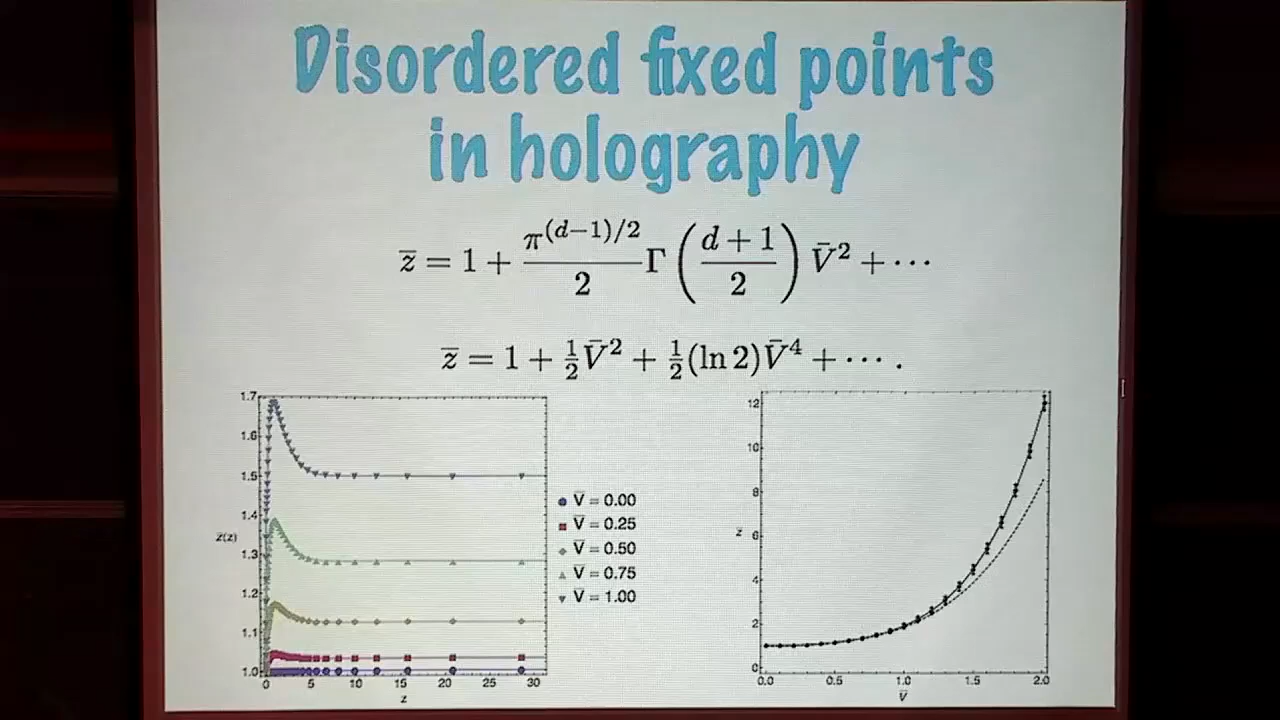 Disordered fixed points
in holography
z̅ = 1 + π^{(d−1)/2}/2 Γ((d+1)/2) V̄² + ···
z̅ = 1 + ½V̄² + ½(ln 2)V̄⁴ + ··· .
1.7
1.6
1.5
1.4
1.3
1.2
1.1
1.0
z̅(z)
0 5 10 15 20 25 30
z
V̄ = 0.00
V̄ = 0.25
V̄ = 0.50
V̄ = 0.75
V̄ = 1.00
12
10
8
6
4
2
0
z̅
0.0 0.5 1.0 1.5 2.0
V̄